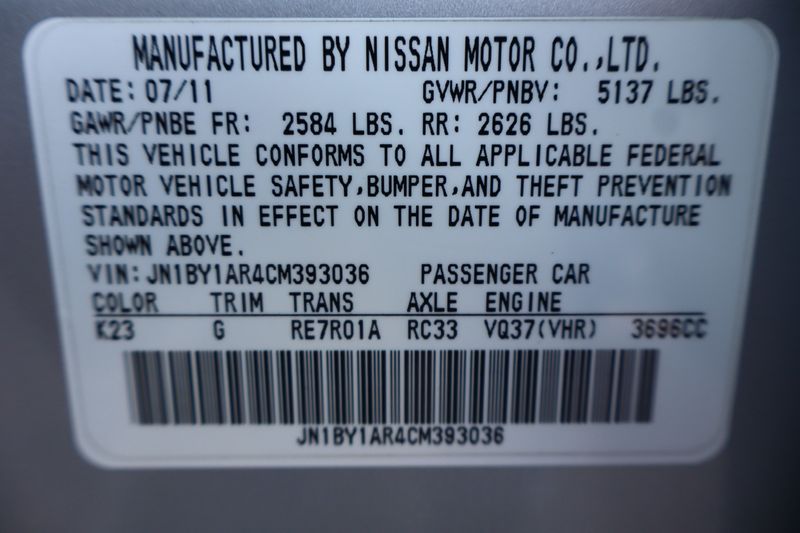 MANUFACTURED BY NISSAN MOTOR CO.,LTD.
DATE: 07/11 GVWR/PNBV: 5137 LBS.
GAWR/PNBE FR: 2584 LBS. RR: 2626 LBS.
THIS VEHICLE CONFORMS TO ALL APPLICABLE FEDERAL
MOTOR VEHICLE SAFETY,BUMPER,AND THEFT PREVENTION
STANDARDS IN EFFECT ON THE DATE OF MANUFACTURE
SHOWN ABOVE.
VIN: JN1BY1AR4CM393036 PASSENGER CAR
COLOR TRIM TRANS AXLE ENGINE
K23 G RE7R01A RC33 VQ37(VHR) 3696CC
JN1BY1AR4CM393036